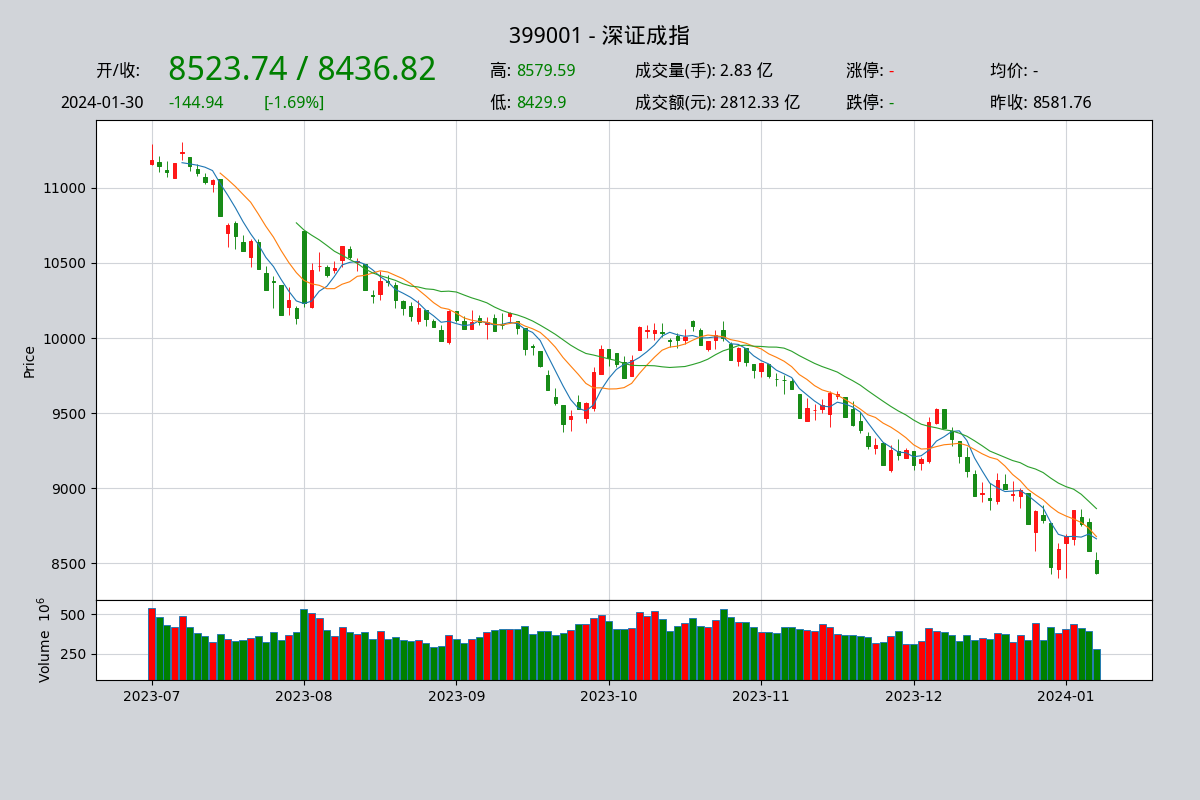 399001 - 深证成指
开/收: 8523.74 / 8436.82 高: 8579.59 成交量(手): 2.83 亿 涨停: - 均价: -
2024-01-30 -144.94 [-1.69%] 低: 8429.9 成交额(元): 2812.33 亿 跌停: - 昨收: 8581.76
11000
10500
10000
9500
9000
8500
Price
500
250
Volume 10^6
2023-07 2023-08 2023-09 2023-10 2023-11 2023-12 2024-01